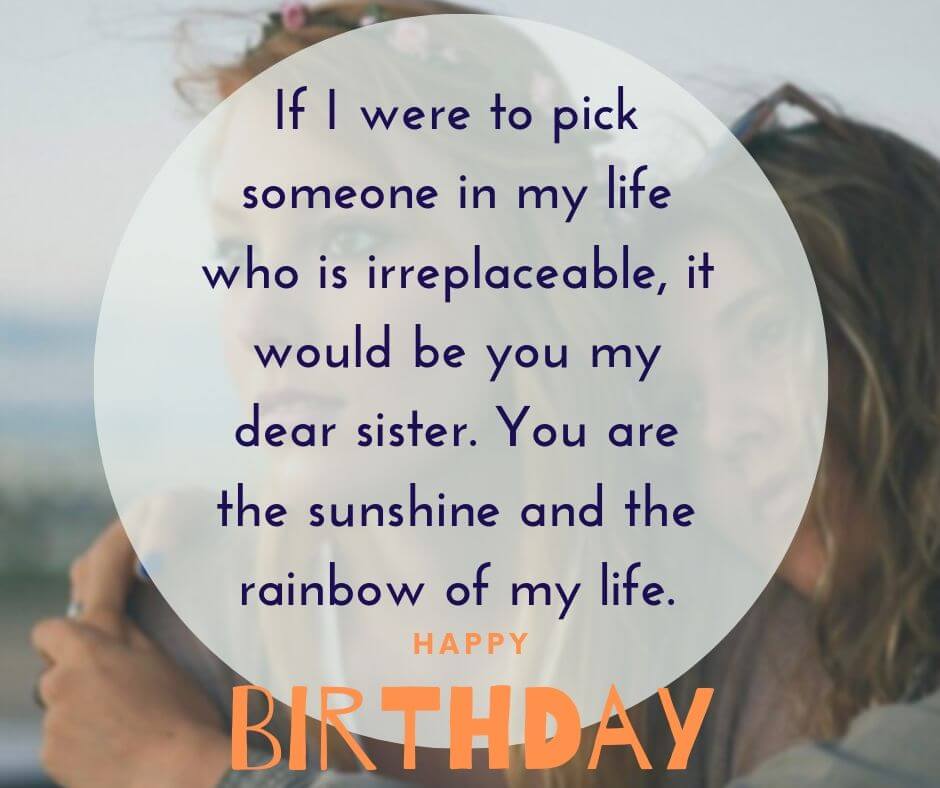 If I were to pick
someone in my life
who is irreplaceable, it
would be you my
dear sister. You are
the sunshine and the
rainbow of my life.
HAPPY
BIRTHDAY